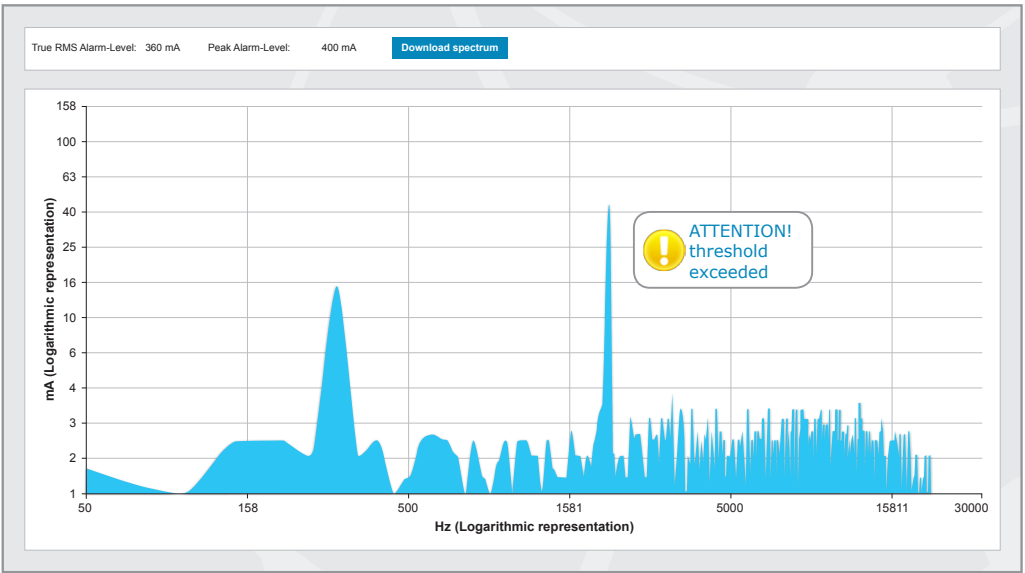 True RMS Alarm-Level: 360 mA Peak Alarm-Level: 400 mA Download spectrum
158
100
63
40
25
16
10
6
4
3
2
1
mA (Logarithmic representation)
ATTENTION!
threshold
exceeded
50 158 500 1581 5000 15811 30000
Hz (Logarithmic representation)